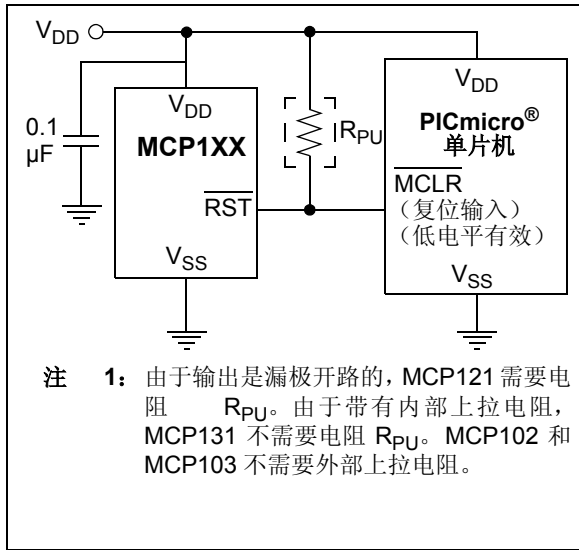 VDD
VDD
VDD
0.1
µF
MCP1XX
RPU
PICmicro®
单片机
RST
MCLR
（复位输入）
（低电平有效）
VSS
VSS
注 1： 由于输出是漏极开路的，MCP121 需要电
阻 RPU。由于带有内部上拉电阻，
MCP131 不需要电阻 RPU。MCP102 和
MCP103 不需要外部上拉电阻。